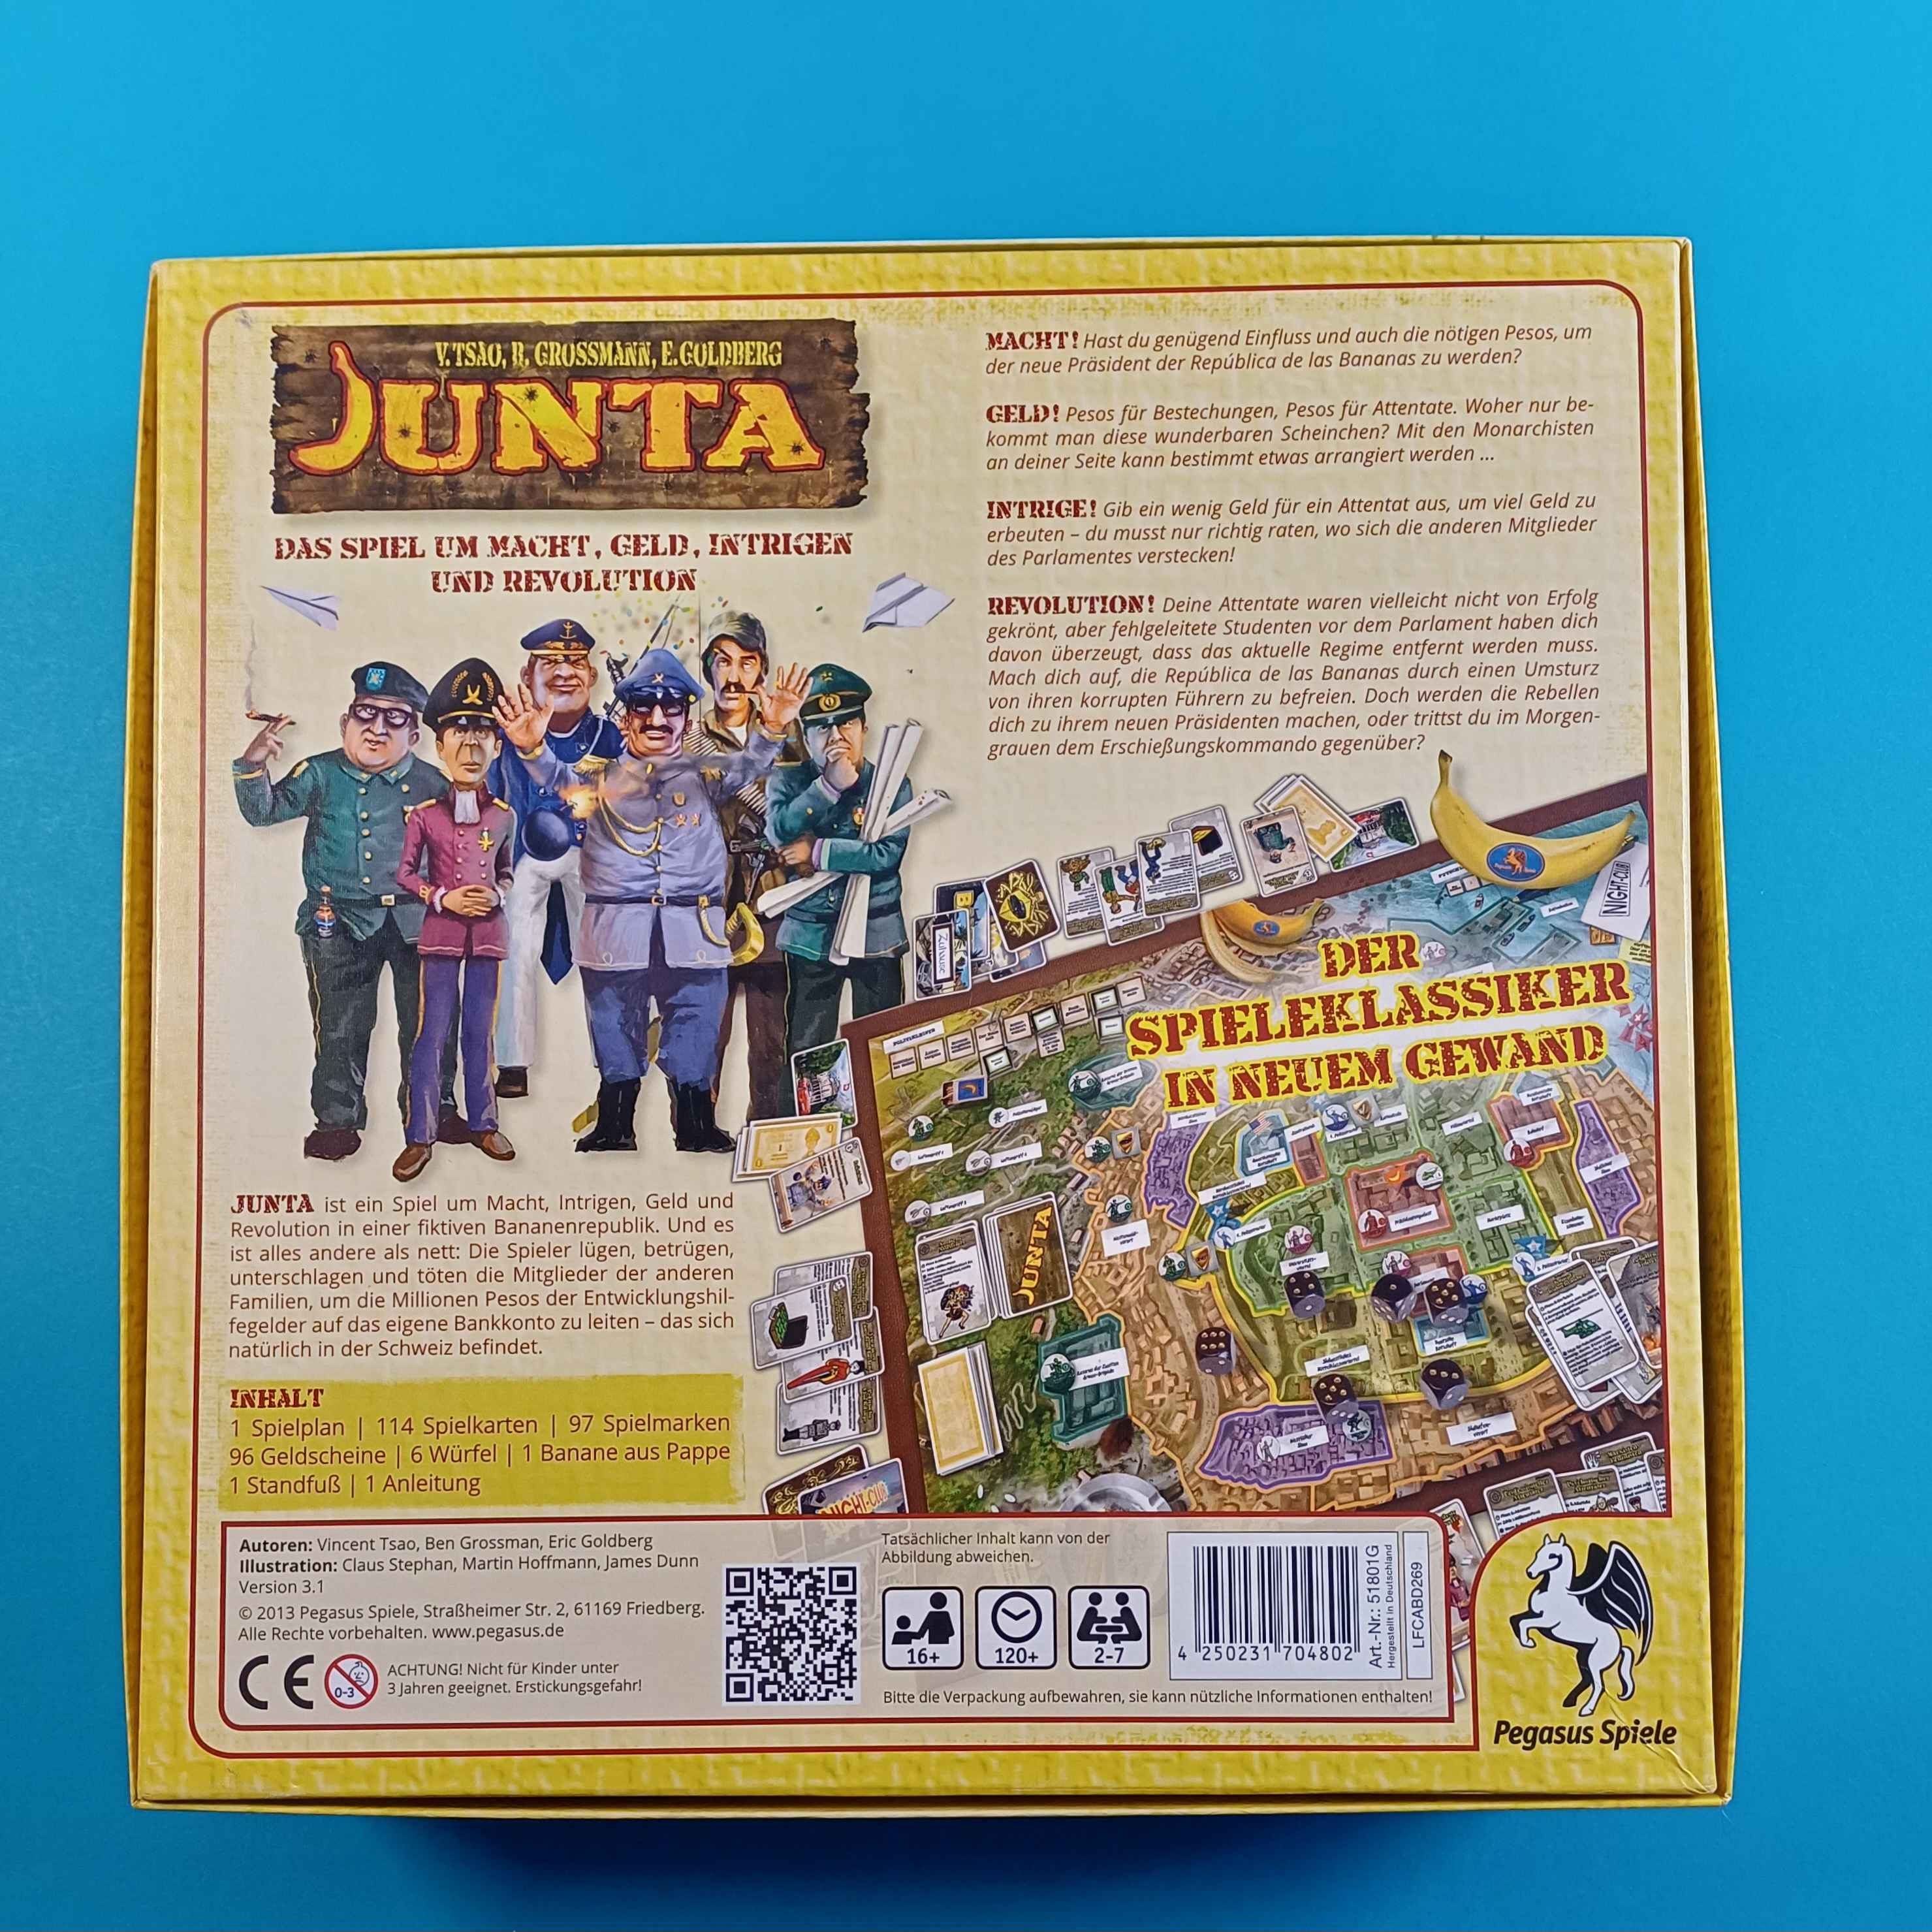 V. TSAO, B. GROSSMANN, E. GOLDBERG
JUNTA
DAS SPIEL UM MACHT, GELD, INTRIGEN
UND REVOLUTION
MACHT! Hast du genügend Einfluss und auch die nötigen Pesos, um
der neue Präsident der República de las Bananas zu werden?
GELD! Pesos für Bestechungen, Pesos für Attentate. Woher nur be-
kommt man diese wunderbaren Scheinchen? Mit den Monarchisten
an deiner Seite kann bestimmt etwas arrangiert werden ...
INTRIGE! Gib ein wenig Geld für ein Attentat aus, um viel Geld zu
erbeuten – du musst nur richtig raten, wo sich die anderen Mitglieder
des Parlamentes verstecken!
REVOLUTION! Deine Attentate waren vielleicht nicht von Erfolg
gekrönt, aber fehlgeleitete Studenten vor dem Parlament haben dich
davon überzeugt, dass das aktuelle Regime entfernt werden muss.
Mach dich auf, die República de las Bananas durch einen Umsturz
von ihren korrupten Führern zu befreien. Doch werden die Rebellen
dich zu ihrem neuen Präsidenten machen, oder trittst du im Morgen-
grauen dem Erschießungskommando gegenüber?
NIGHT-CLUB
Zuhause
DER
SPIELEKLASSIKER
IN NEUEM GEWAND
JUNTA
NIGHT-CLUB
JUNTA ist ein Spiel um Macht, Intrigen, Geld und
Revolution in einer fiktiven Bananenrepublik. Und es
ist alles andere als nett: Die Spieler lügen, betrügen,
unterschlagen und töten die Mitglieder der anderen
Familien, um die Millionen Pesos der Entwicklungshil-
fegelder auf das eigene Bankkonto zu leiten – das sich
natürlich in der Schweiz befindet.
INHALT
1 Spielplan | 114 Spielkarten | 97 Spielmarken
96 Geldscheine | 6 Würfel | 1 Banane aus Pappe
1 Standfuß | 1 Anleitung
Autoren: Vincent Tsao, Ben Grossman, Eric Goldberg
Illustration: Claus Stephan, Martin Hoffmann, James Dunn
Version 3.1
© 2013 Pegasus Spiele, Straßheimer Str. 2, 61169 Friedberg.
Alle Rechte vorbehalten. www.pegasus.de
CE
0-3
ACHTUNG! Nicht für Kinder unter
3 Jahren geeignet. Erstickungsgefahr!
Tatsächlicher Inhalt kann von der
Abbildung abweichen.
16+
120+
2-7
4 250231 704802
Art.-Nr.: 51801G
Hergestellt in Deutschland
LFCABD269
Bitte die Verpackung aufbewahren, sie kann nützliche Informationen enthalten!
Pegasus Spiele